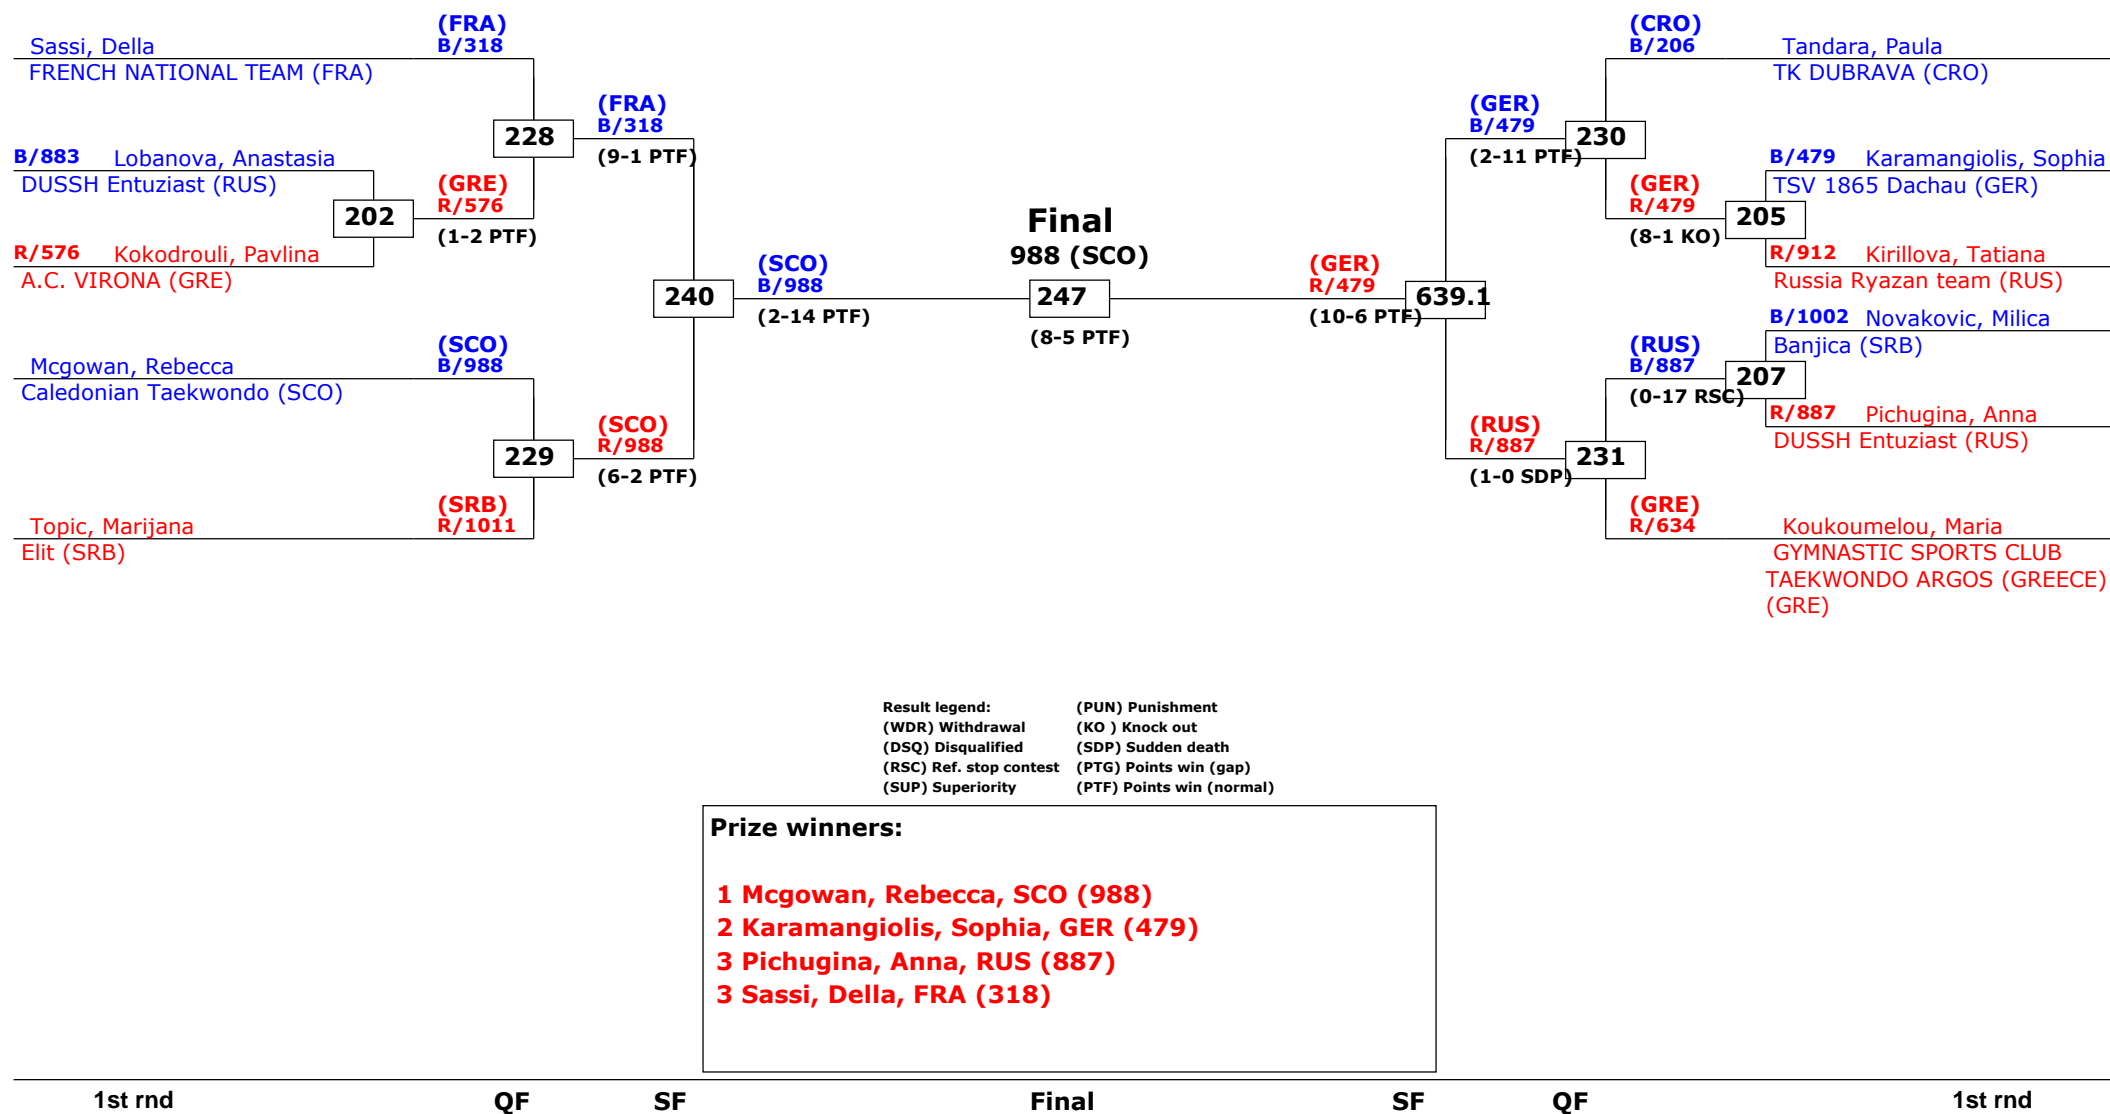 (FRA)
B/318
Sassi, Della
FRENCH NATIONAL TEAM (FRA)
(FRA)
B/318
228
(9-1 PTF)
B/883 Lobanova, Anastasia
DUSSH Entuziast (RUS)
(GRE)
R/576
202
(1-2 PTF)
R/576 Kokodrouli, Pavlina
A.C. VIRONA (GRE)
(SCO)
B/988
240
(2-14 PTF)
(SCO)
B/988
Mcgowan, Rebecca
Caledonian Taekwondo (SCO)
(SCO)
R/988
229
(6-2 PTF)
(SRB)
R/1011
Topic, Marijana
Elit (SRB)
Final
988 (SCO)
247
(8-5 PTF)
(CRO)
B/206
Tandara, Paula
TK DUBRAVA (CRO)
(GER)
B/479
230
(2-11 PTF)
B/479 Karamangiolis, Sophia
TSV 1865 Dachau (GER)
(GER)
R/479
205
(8-1 KO)
R/912 Kirillova, Tatiana
Russia Ryazan team (RUS)
(GER)
R/479
639.1
(10-6 PTF)
B/1002 Novakovic, Milica
Banjica (SRB)
(RUS)
B/887
207
(0-17 RSC)
R/887 Pichugina, Anna
DUSSH Entuziast (RUS)
(RUS)
R/887
231
(1-0 SDP)
(GRE)
R/634
Koukoumelou, Maria
GYMNASTIC SPORTS CLUB
TAEKWONDO ARGOS (GREECE)
(GRE)
Result legend: (PUN) Punishment
(WDR) Withdrawal (KO ) Knock out
(DSQ) Disqualified (SDP) Sudden death
(RSC) Ref. stop contest (PTG) Points win (gap)
(SUP) Superiority (PTF) Points win (normal)
Prize winners:
1 Mcgowan, Rebecca, SCO (988)
2 Karamangiolis, Sophia, GER (479)
3 Pichugina, Anna, RUS (887)
3 Sassi, Della, FRA (318)
1st rnd QF SF Final SF QF 1st rnd